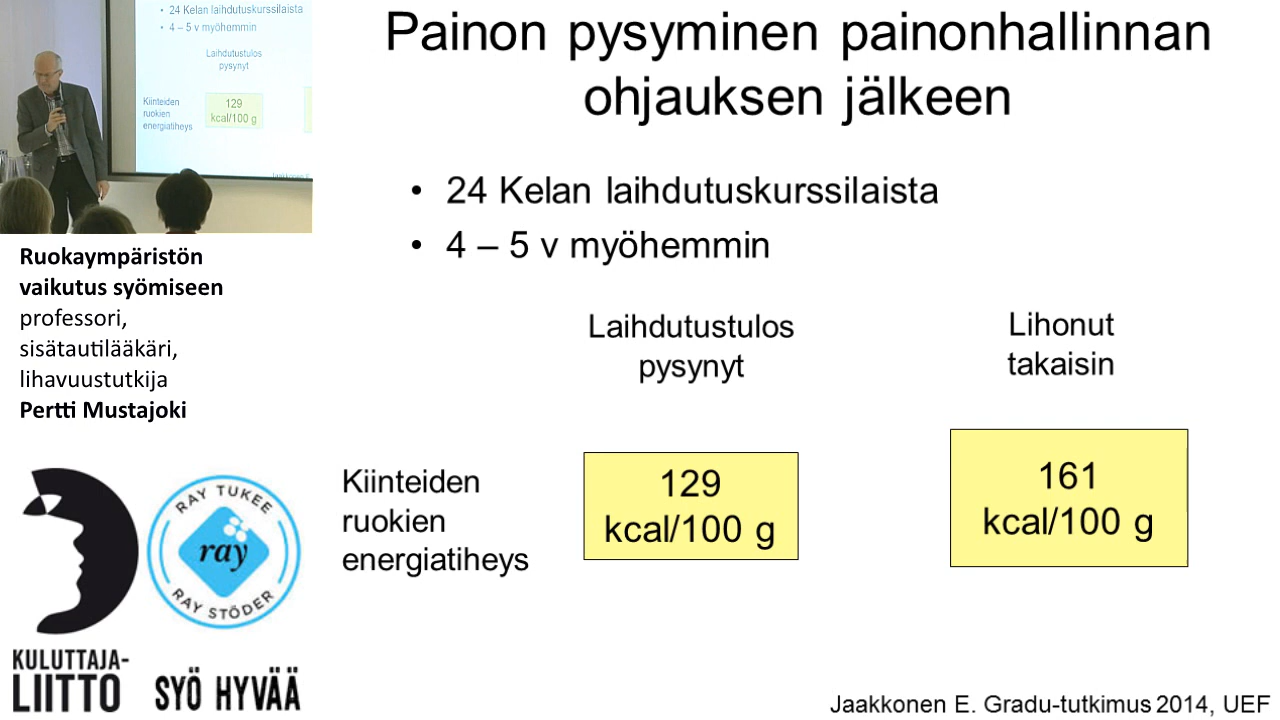 • 24 Kelan laihdutuskurssilaista
• 4 – 5 v myöhemmin
Laihdutustulos
pysynyt
Kiinteiden
ruokien
energiatiheys
129
kcal/100 g
Jaakkonen E.
Ruokaympäristön
vaikutus syömiseen
professori,
sisätautilääkäri,
lihavuustutkija
Pertti Mustajoki
RAY TUKEE
ray
RAY STÖDER
KULUTTAJA-
LIITTO
SYÖ HYVÄÄ
Painon pysyminen painonhallinnan
ohjauksen jälkeen
• 24 Kelan laihdutuskurssilaista
• 4 – 5 v myöhemmin
Laihdutustulos
pysynyt
Lihonut
takaisin
Kiinteiden
ruokien
energiatiheys
129
kcal/100 g
161
kcal/100 g
Jaakkonen E. Gradu-tutkimus 2014, UEF